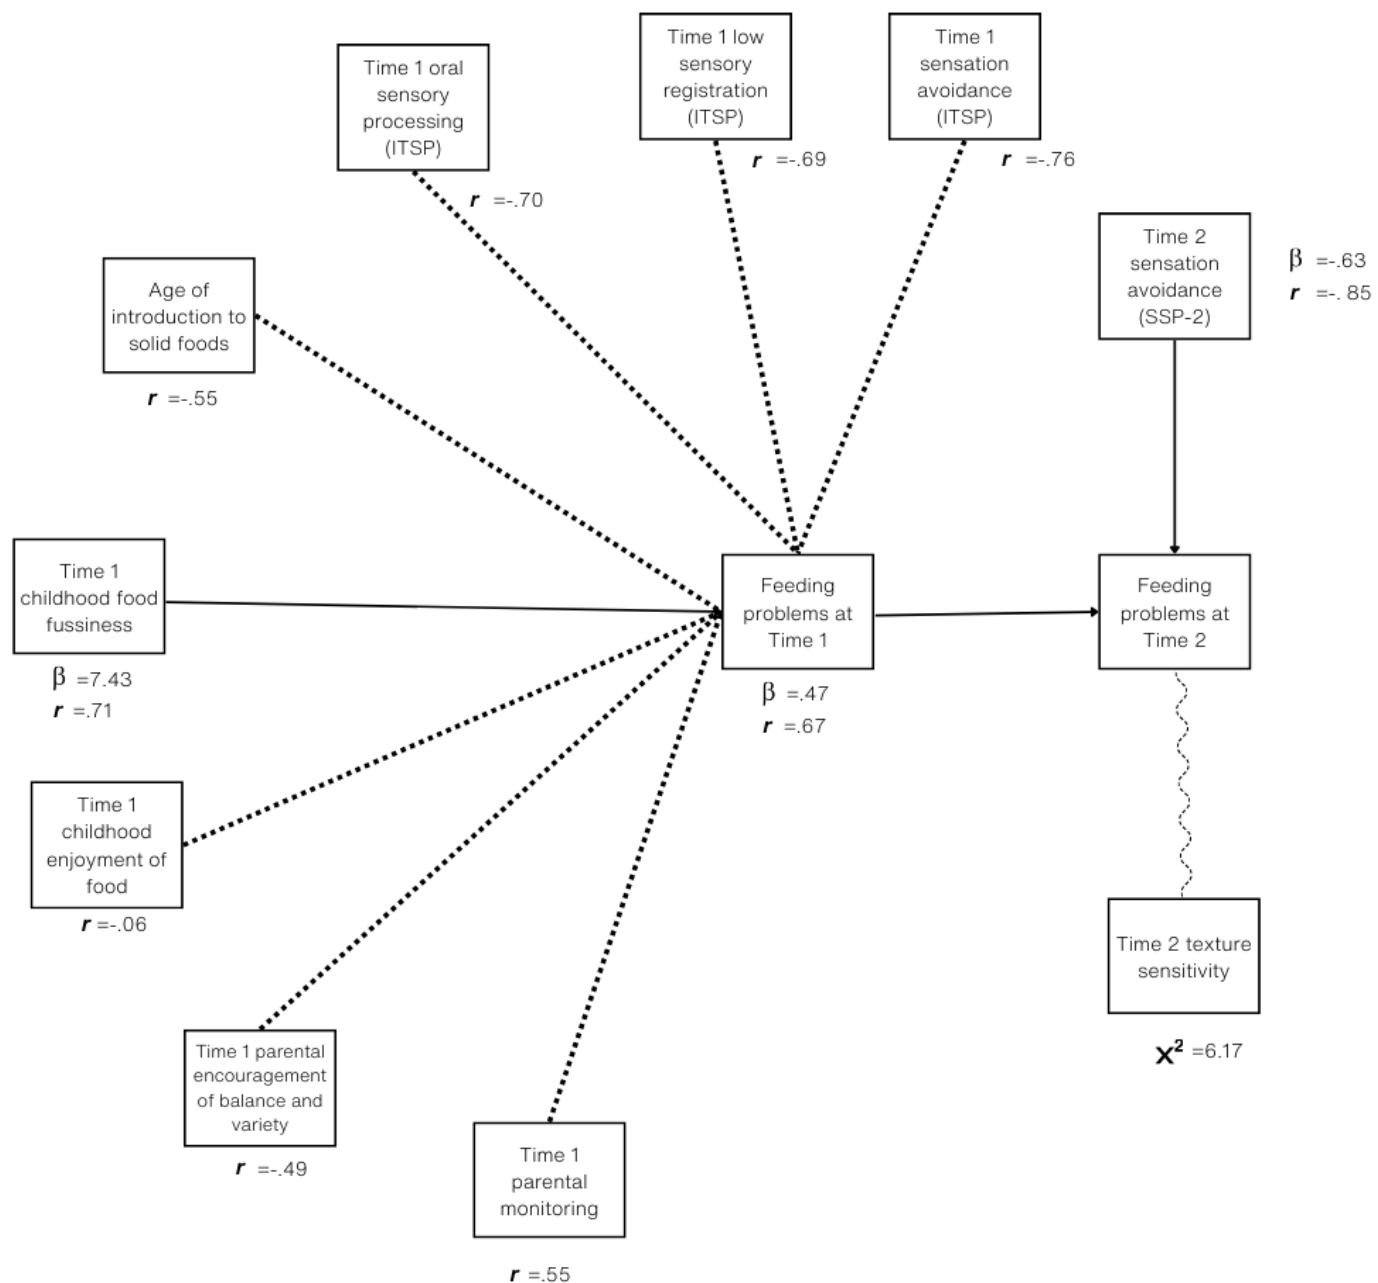 Time 1 oral
sensory
processing
(ITSP)
r =-.70
Time 1 low
sensory
registration
(ITSP)
r =-.69
Time 1
sensation
avoidance
(ITSP)
r =-.76
Time 2
sensation
avoidance
(SSP-2)
β =-.63
r =-. 85
Age of
introduction to
solid foods
r =-.55
Time 1
childhood food
fussiness
β =7.43
r =.71
Feeding
problems at
Time 1
β =.47
r =.67
Feeding
problems at
Time 2
Time 1
childhood
enjoyment of
food
r =-.06
Time 2 texture
sensitivity
x² =6.17
Time 1 parental
encouragement
of balance and
variety
r =-.49
Time 1
parental
monitoring
r =.55